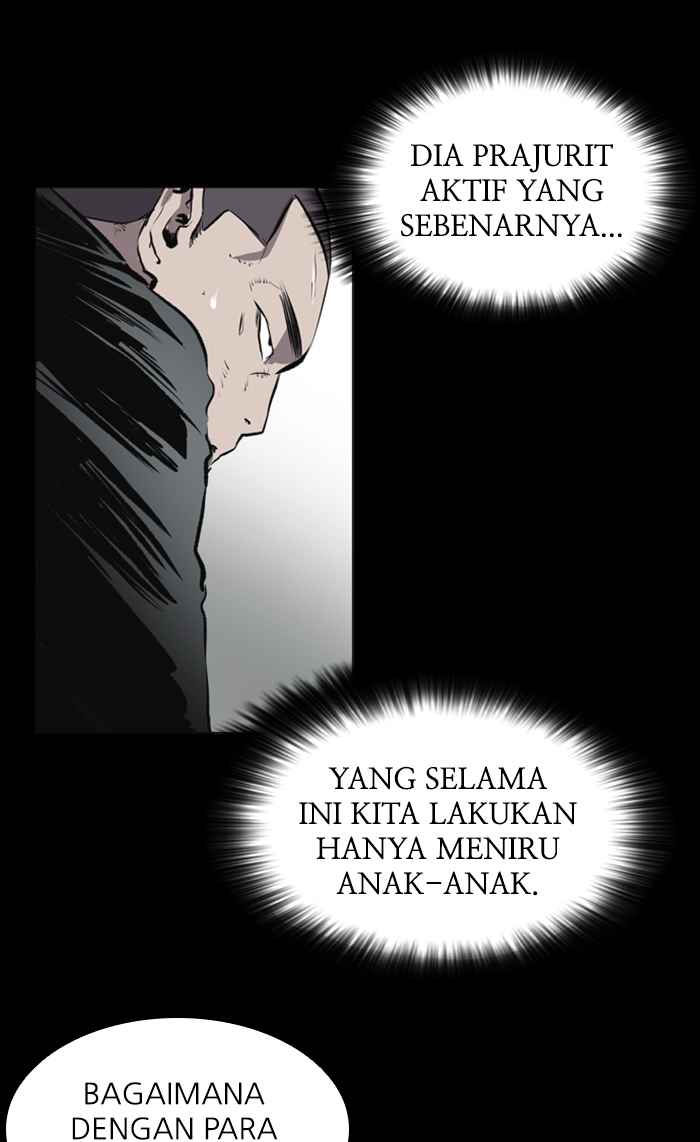 DIA PRAJURIT
AKTIF YANG
SEBENARNYA...
YANG SELAMA
INI KITA LAKUKAN
HANYA MENIRU
ANAK-ANAK.
BAGAIMANA
DENGAN PARA